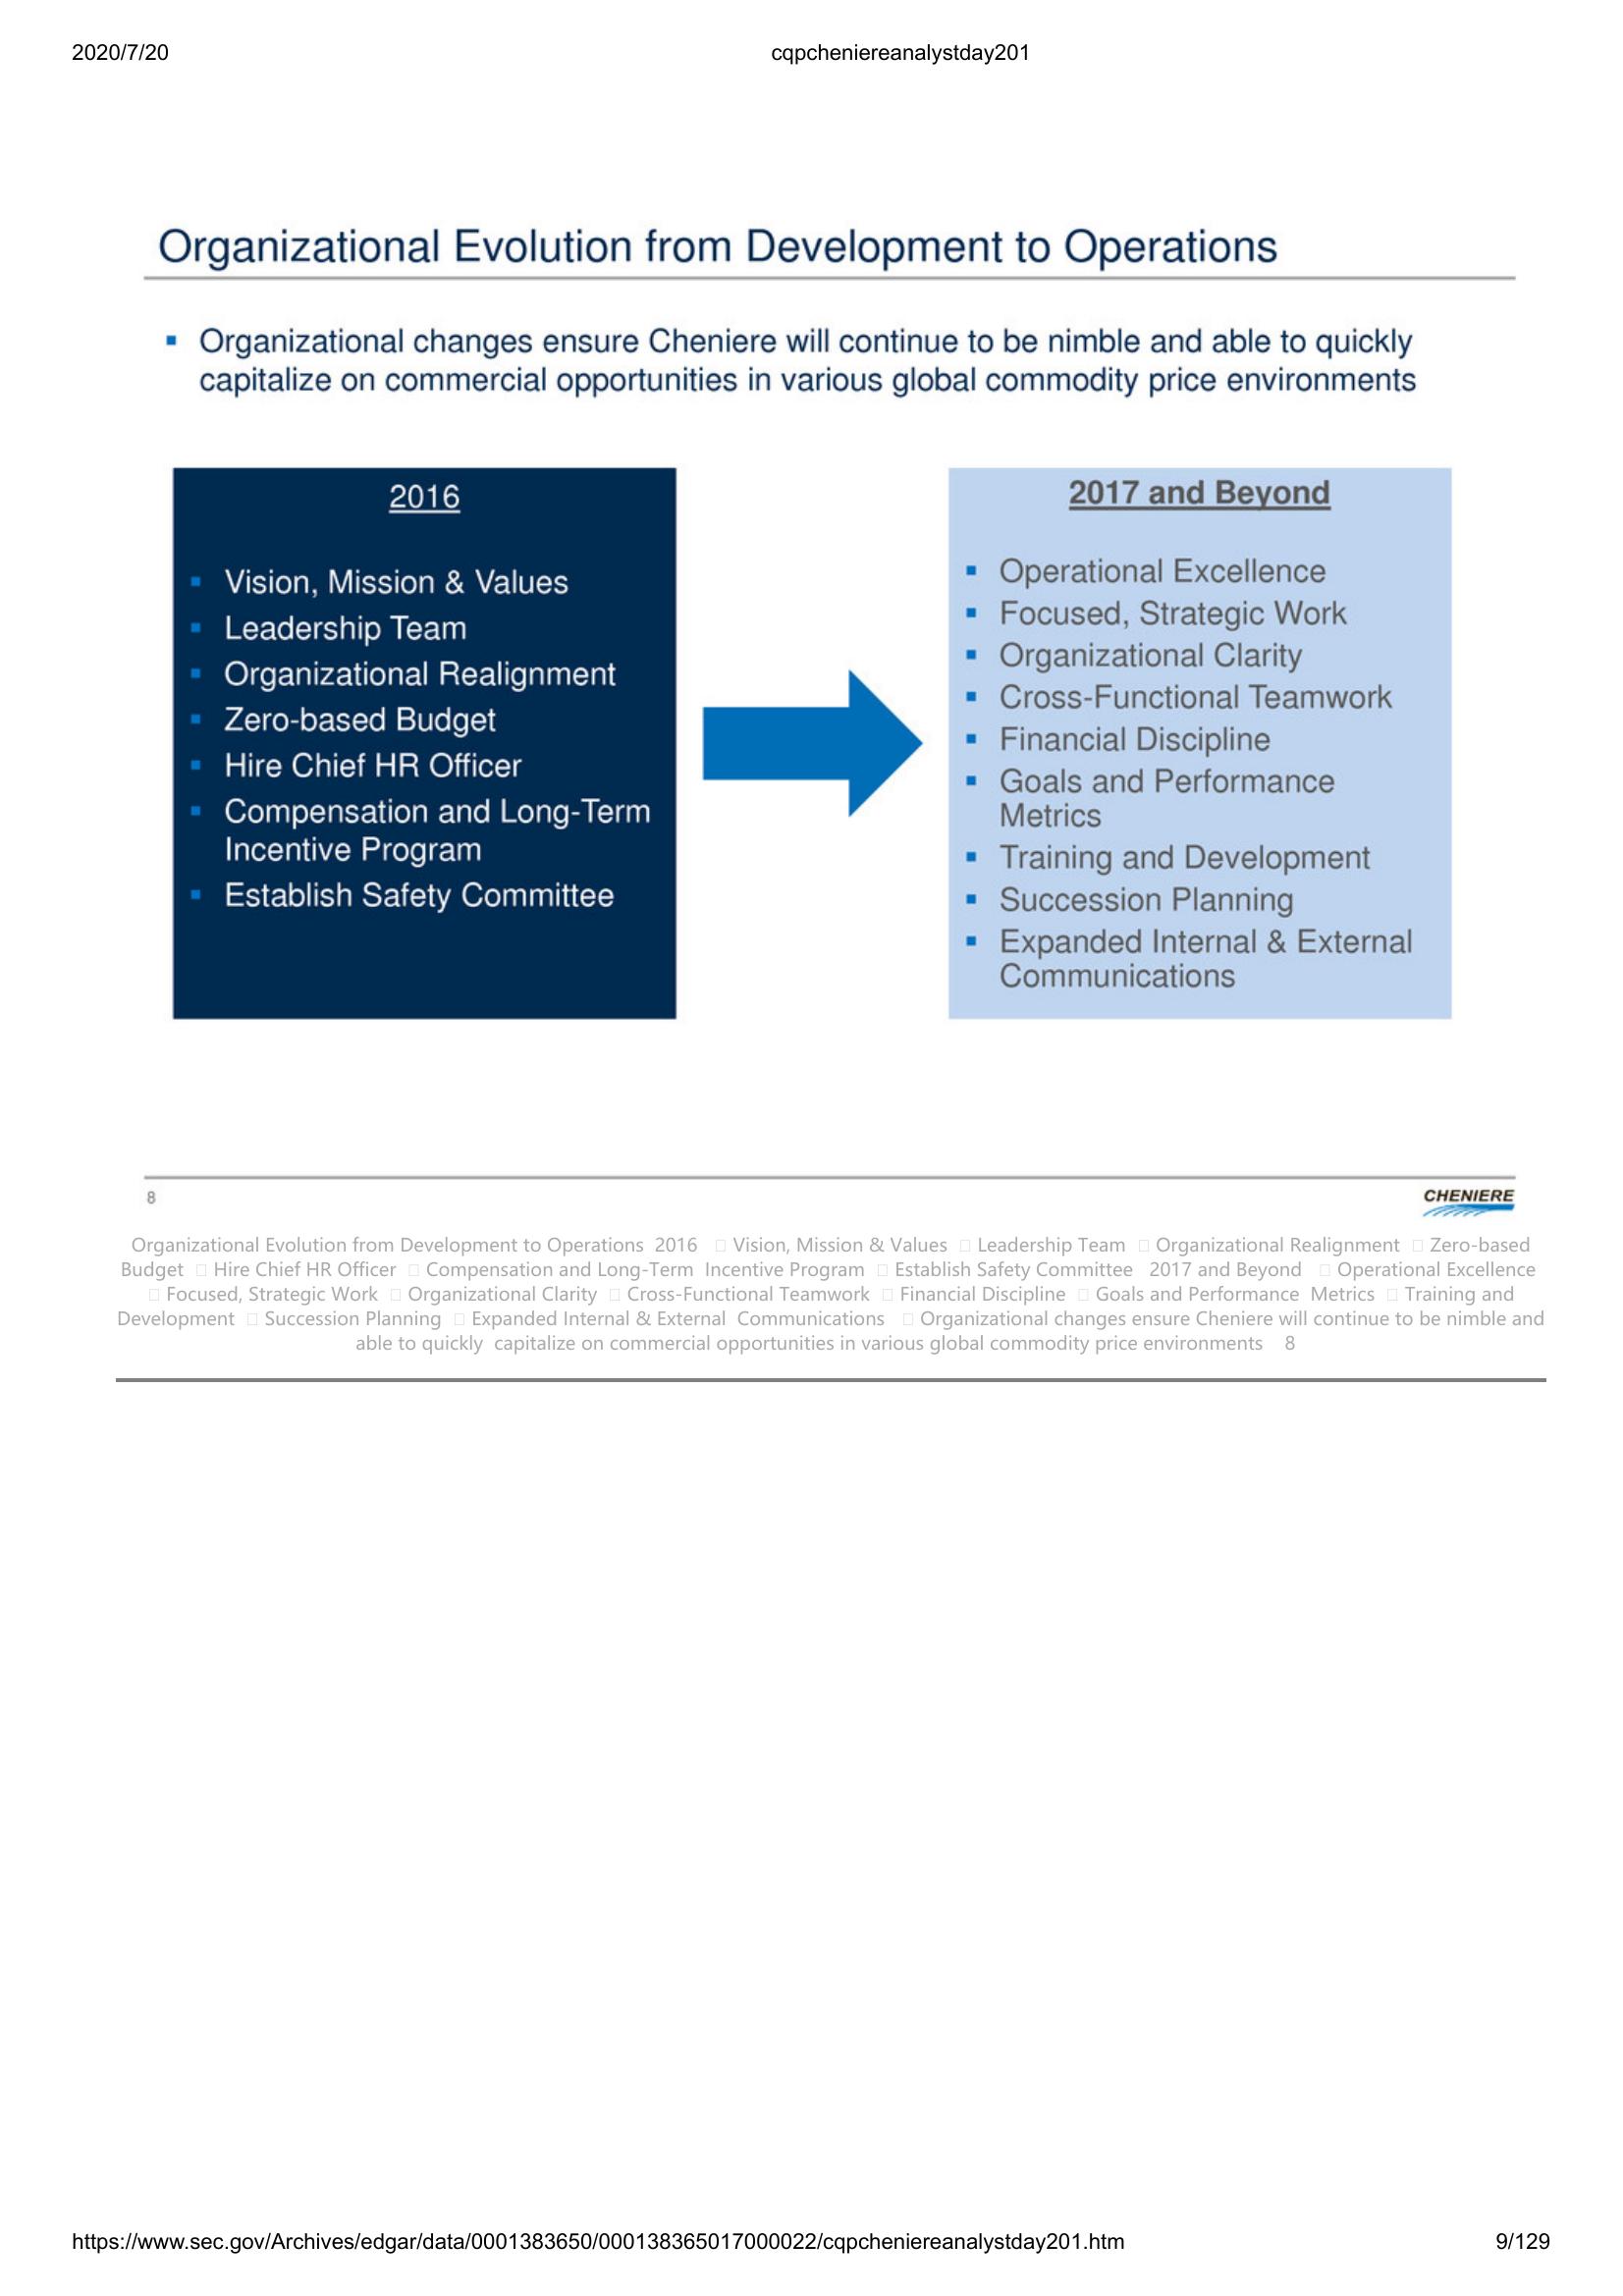 2020/7/20 cqpcheniereanalystday201
Organizational Evolution from Development to Operations
▪ Organizational changes ensure Cheniere will continue to be nimble and able to quickly
capitalize on commercial opportunities in various global commodity price environments
2016
▪ Vision, Mission & Values
▪ Leadership Team
▪ Organizational Realignment
▪ Zero-based Budget
▪ Hire Chief HR Officer
▪ Compensation and Long-Term
Incentive Program
▪ Establish Safety Committee
2017 and Beyond
▪ Operational Excellence
▪ Focused, Strategic Work
▪ Organizational Clarity
▪ Cross-Functional Teamwork
▪ Financial Discipline
▪ Goals and Performance
Metrics
▪ Training and Development
▪ Succession Planning
▪ Expanded Internal & External
Communications
8
CHENIERE
Organizational Evolution from Development to Operations 2016 □ Vision, Mission & Values □ Leadership Team □ Organizational Realignment □ Zero-based
Budget □ Hire Chief HR Officer □ Compensation and Long-Term Incentive Program □ Establish Safety Committee 2017 and Beyond □ Operational Excellence
□ Focused, Strategic Work □ Organizational Clarity □ Cross-Functional Teamwork □ Financial Discipline □ Goals and Performance Metrics □ Training and
Development □ Succession Planning □ Expanded Internal & External Communications □ Organizational changes ensure Cheniere will continue to be nimble and
able to quickly capitalize on commercial opportunities in various global commodity price environments 8
https://www.sec.gov/Archives/edgar/data/0001383650/000138365017000022/cqpcheniereanalystday201.htm 9/129